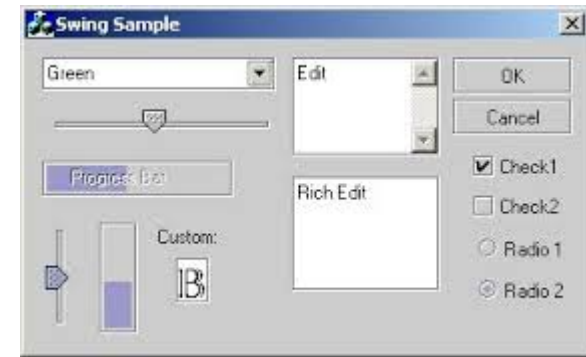 Swing Sample
Green
Edit
OK
Cancel
Progress Bar
Check1
Rich Edit
Check2
Custom:
B
Radio 1
Radio 2